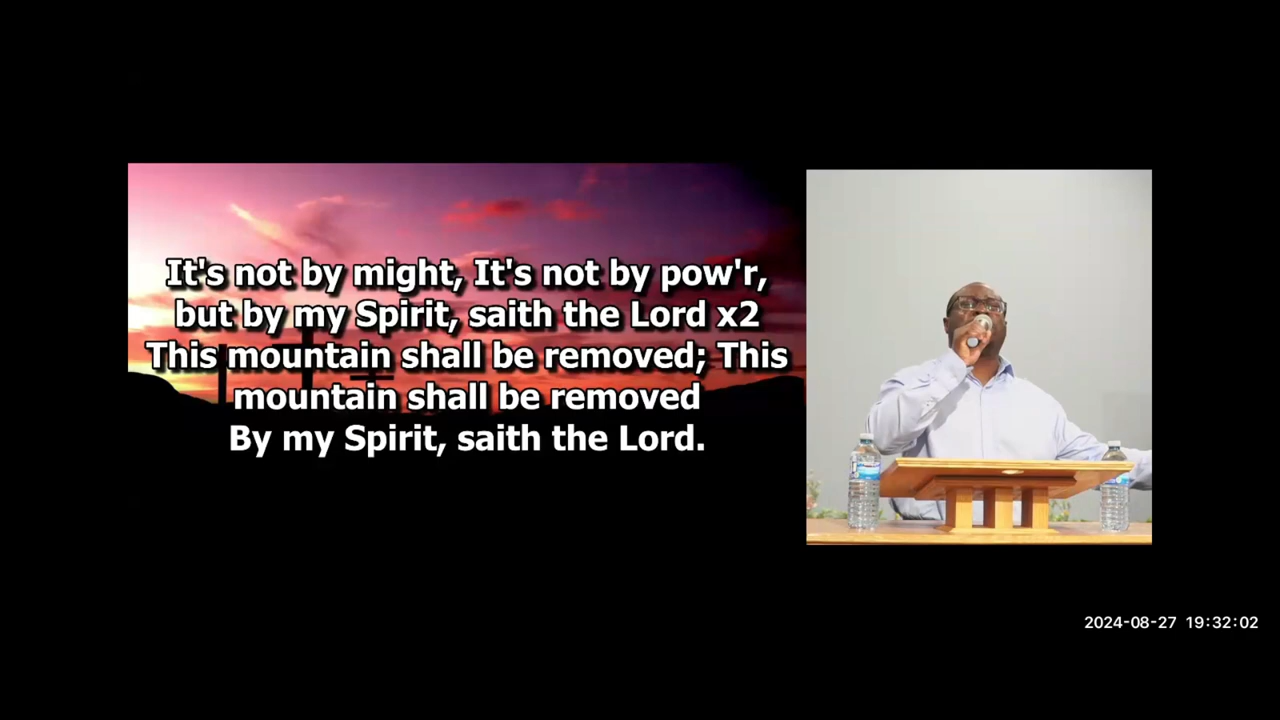 It's not by might, It's not by pow'r,
but by my Spirit, saith the Lord x2
This mountain shall be removed; This
mountain shall be removed
By my Spirit, saith the Lord.
2024-08-27 19:32:02